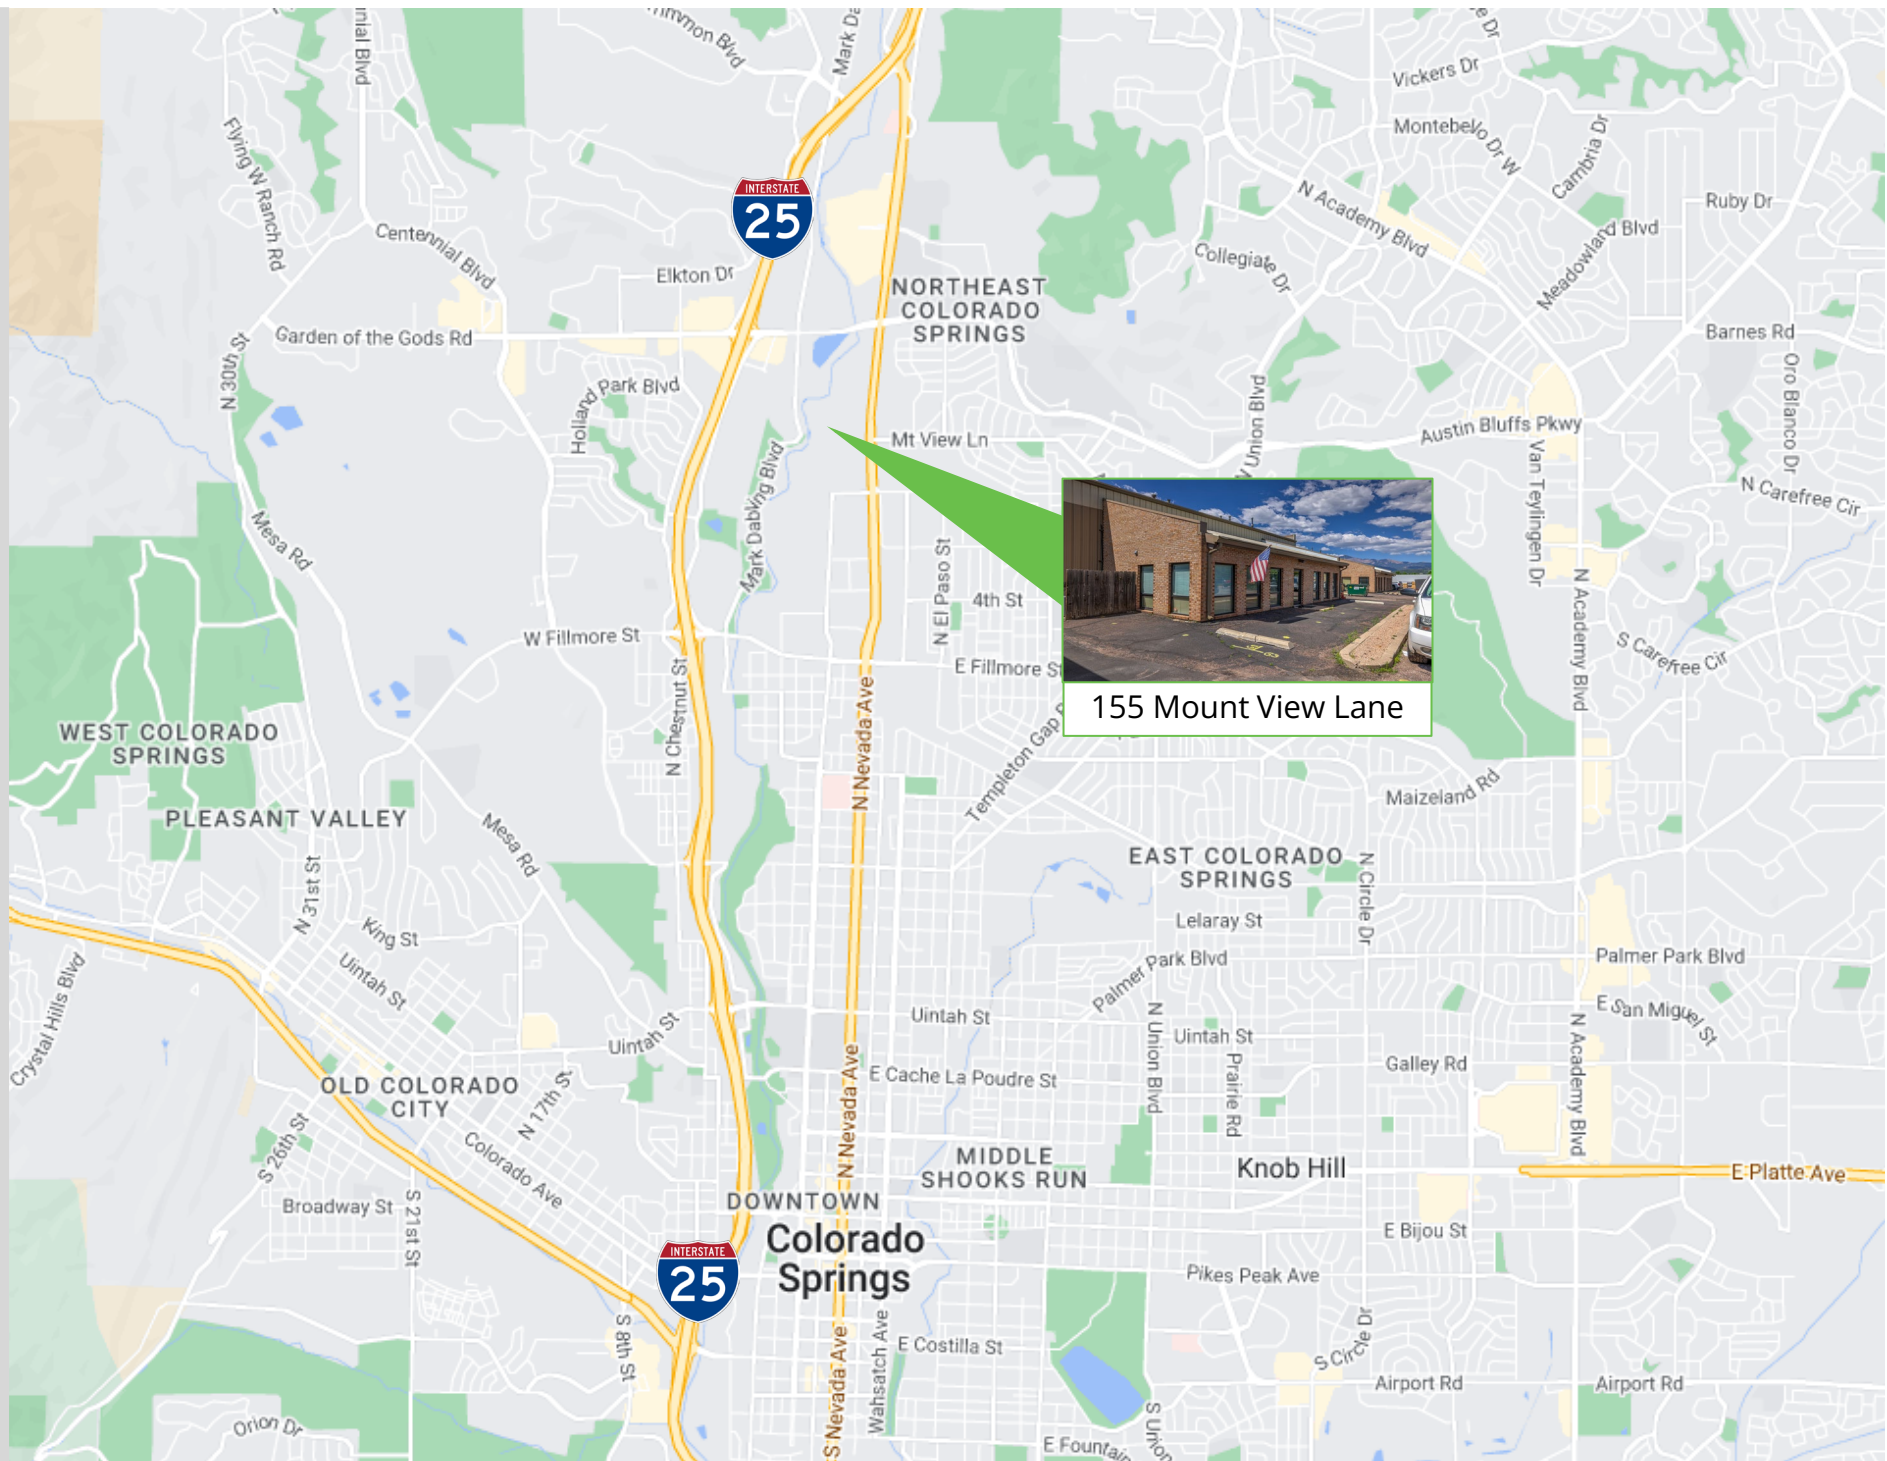 Mark Da
Vickers Dr
Montebello Dr W
Cambria Dr
Flying W Ranch Rd
INTERSTATE
25
N Academy Blvd
Ruby Dr
Meadowland Blvd
Centennial Blvd
Collegiate Dr
Elkton Dr
NORTHEAST
COLORADO
SPRINGS
Garden of the Gods Rd
Barnes Rd
N 30th St
Holland Park Blvd
Oro Blanco Dr
N Union Blvd
Austin Bluffs Pkwy
Mt View Ln
Van Teylingen Dr
N Carefree Cir
Mark Dabling Blvd
Mesa Rd
N El Paso St
4th St
N Academy Blvd
W Fillmore St
S Carefree Cir
E Fillmore St
N Chestnut St
N Nevada Ave
155 Mount View Lane
WEST COLORADO
SPRINGS
Templeton Gap
Maizeland Rd
PLEASANT VALLEY
Mesa Rd
EAST COLORADO
SPRINGS
N Circle Dr
N 31st St
King St
Lelaray St
Uintah St
Palmer Park Blvd
Palmer Park Blvd
Crystal Hills Blvd
E San Miguel St
Uintah St
Uintah St
N Union Blvd
Uintah St
Prairie Rd
Galley Rd
N Academy Blvd
E Cache La Poudre St
OLD COLORADO
CITY
N 17th St
N Nevada Ave
S 26th St
Colorado Ave
MIDDLE
SHOOKS RUN
Knob Hill
E Platte Ave
Broadway St
S 21st St
DOWNTOWN
Colorado
Springs
E Bijou St
INTERSTATE
25
Pikes Peak Ave
S 8th St
S Nevada Ave
Wahsatch Ave
E Costilla St
S Circle Dr
Airport Rd
Airport Rd
Orion Dr
E Fountain
S Union